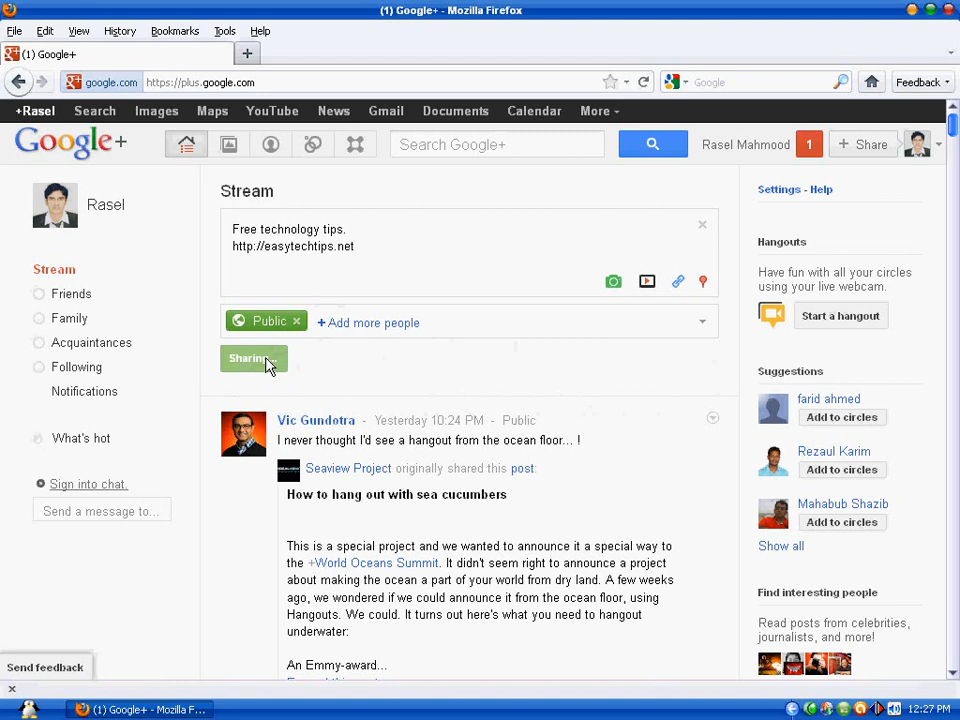 (1) Google+ - Mozilla Firefox
File Edit View History Bookmarks Tools Help
(1) Google+
google.com https://plus.google.com Google Feedback
+Rasel Search Images Maps YouTube News Gmail Documents Calendar More
Google+ Search Google+ Rasel Mahmood 1 + Share
Rasel
Stream
Friends
Family
Acquaintances
Following
Notifications
What's hot
Sign into chat.
Send a message to...
Send feedback
Stream
Free technology tips.
http://easytechtips.net
Public × + Add more people
Sharing...
Vic Gundotra - Yesterday 10:24 PM - Public
I never thought I'd see a hangout from the ocean floor... !
Seaview Project originally shared this post:
How to hang out with sea cucumbers
This is a special project and we wanted to announce it a special way to
the +World Oceans Summit. It didn't seem right to announce a project
about making the ocean a part of your world from dry land. A few weeks
ago, we wondered if we could announce it from the ocean floor, using
Hangouts. We could. It turns out here's what you need to hangout
underwater:
An Emmy-award...
Settings - Help
Hangouts
Have fun with all your circles
using your live webcam.
Start a hangout
Suggestions
farid ahmed
Add to circles
Rezaul Karim
Add to circles
Mahabub Shazib
Add to circles
Show all
Find interesting people
Read posts from celebrities,
journalists, and more!
(1) Google+ - Mozilla F... 12:27 PM